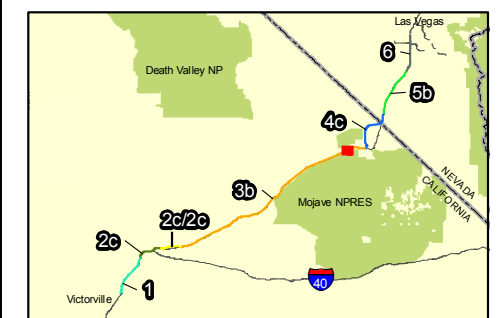 Las Vegas
6
Death Valley NP
5b
4c
NEVADA
CALIFORNIA
3b
Mojave NPRES
2c/2c
2c
40
1
Victorville